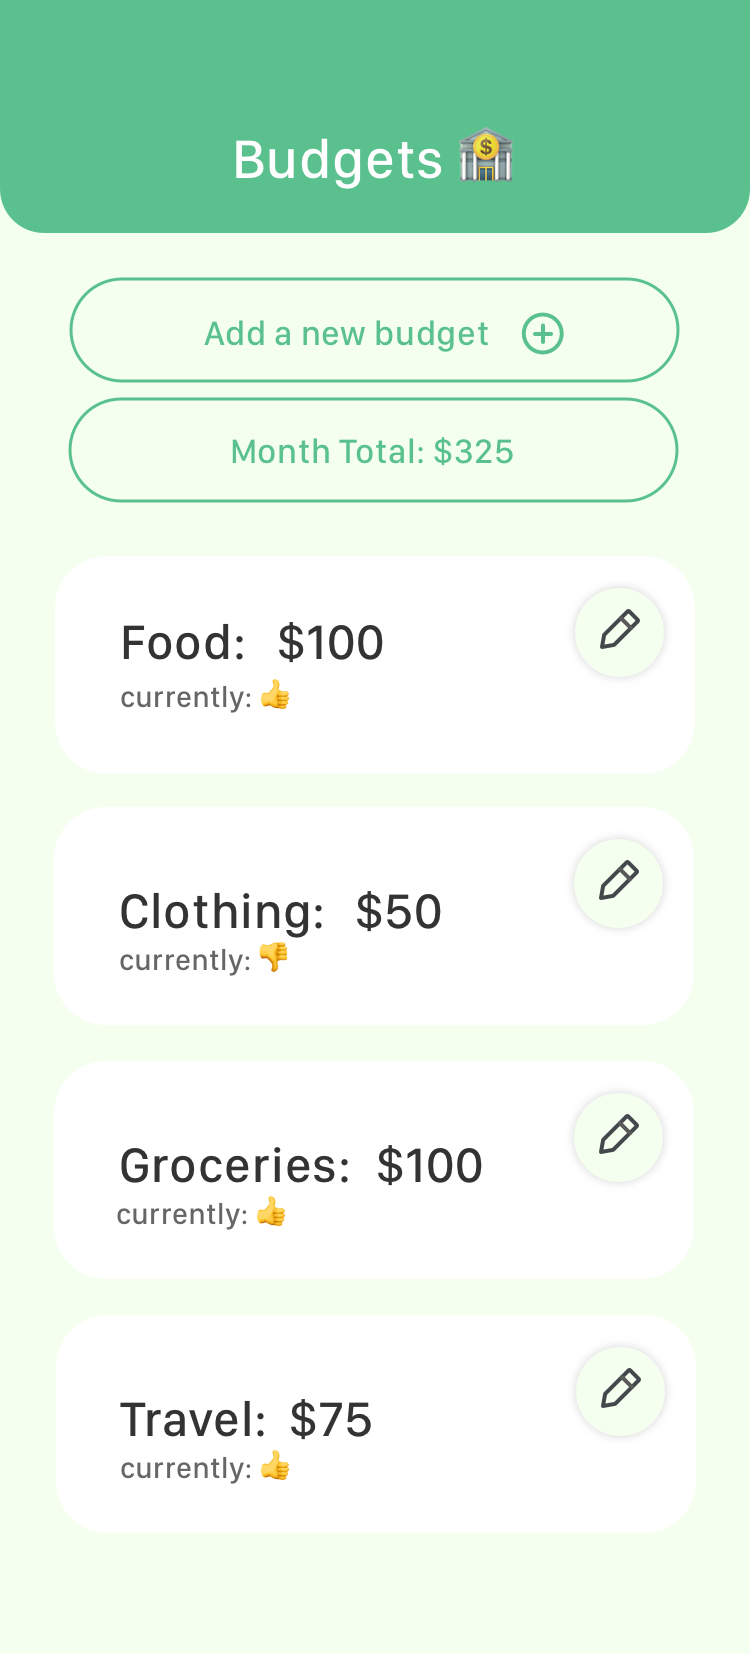 Budgets 🏦
Add a new budget
Month Total: $325
Food: $100
currently: 👍
Clothing: $50
currently: 👎
Groceries: $100
currently: 👍
Travel: $75
currently: 👍